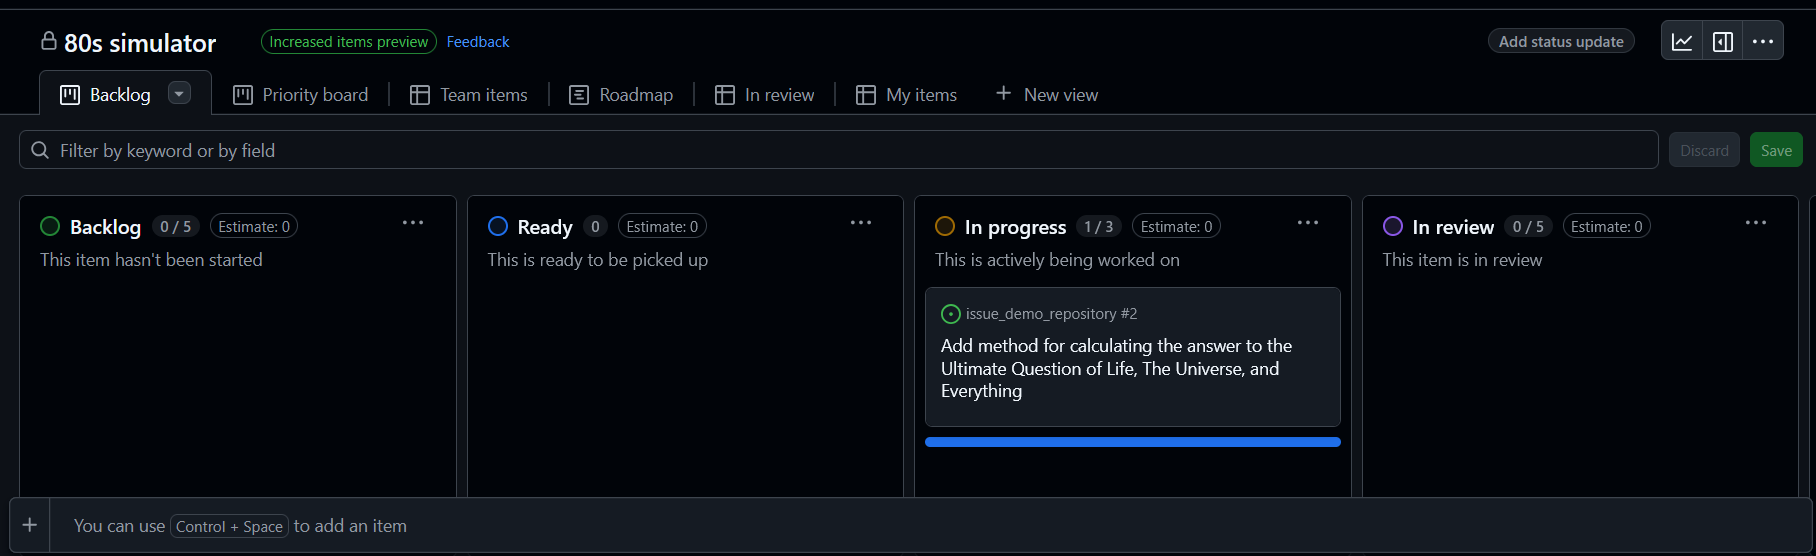 80s simulator
Increased items preview
Feedback
Add status update
Backlog
Priority board
Team items
Roadmap
In review
My items
New view
Filter by keyword or by field
Discard
Save
Backlog 0 / 5 Estimate: 0
This item hasn't been started
Ready 0 Estimate: 0
This is ready to be picked up
In progress 1 / 3 Estimate: 0
This is actively being worked on
issue_demo_repository #2
Add method for calculating the answer to the
Ultimate Question of Life, The Universe, and
Everything
In review 0 / 5 Estimate: 0
This item is in review
You can use Control + Space to add an item